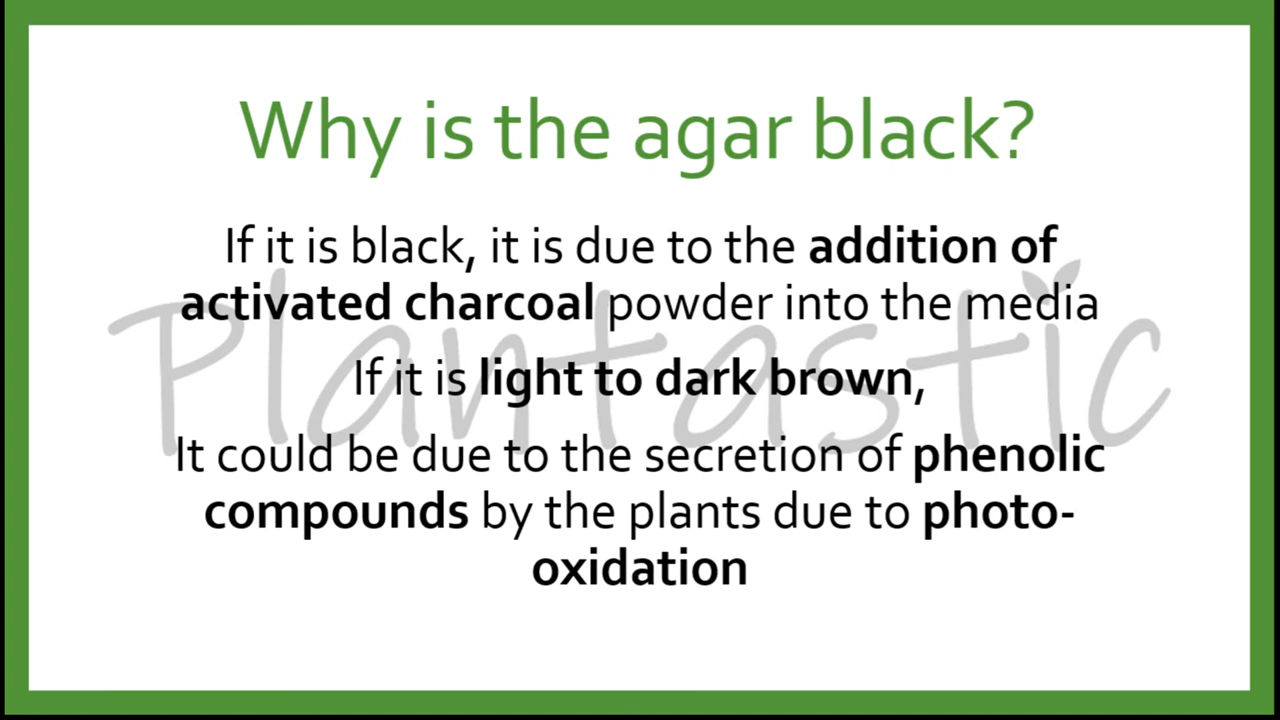 Why is the agar black?
If it is black, it is due to the addition of
activated charcoal powder into the media
If it is light to dark brown,
It could be due to the secretion of phenolic
compounds by the plants due to photo-
oxidation
Plantastic